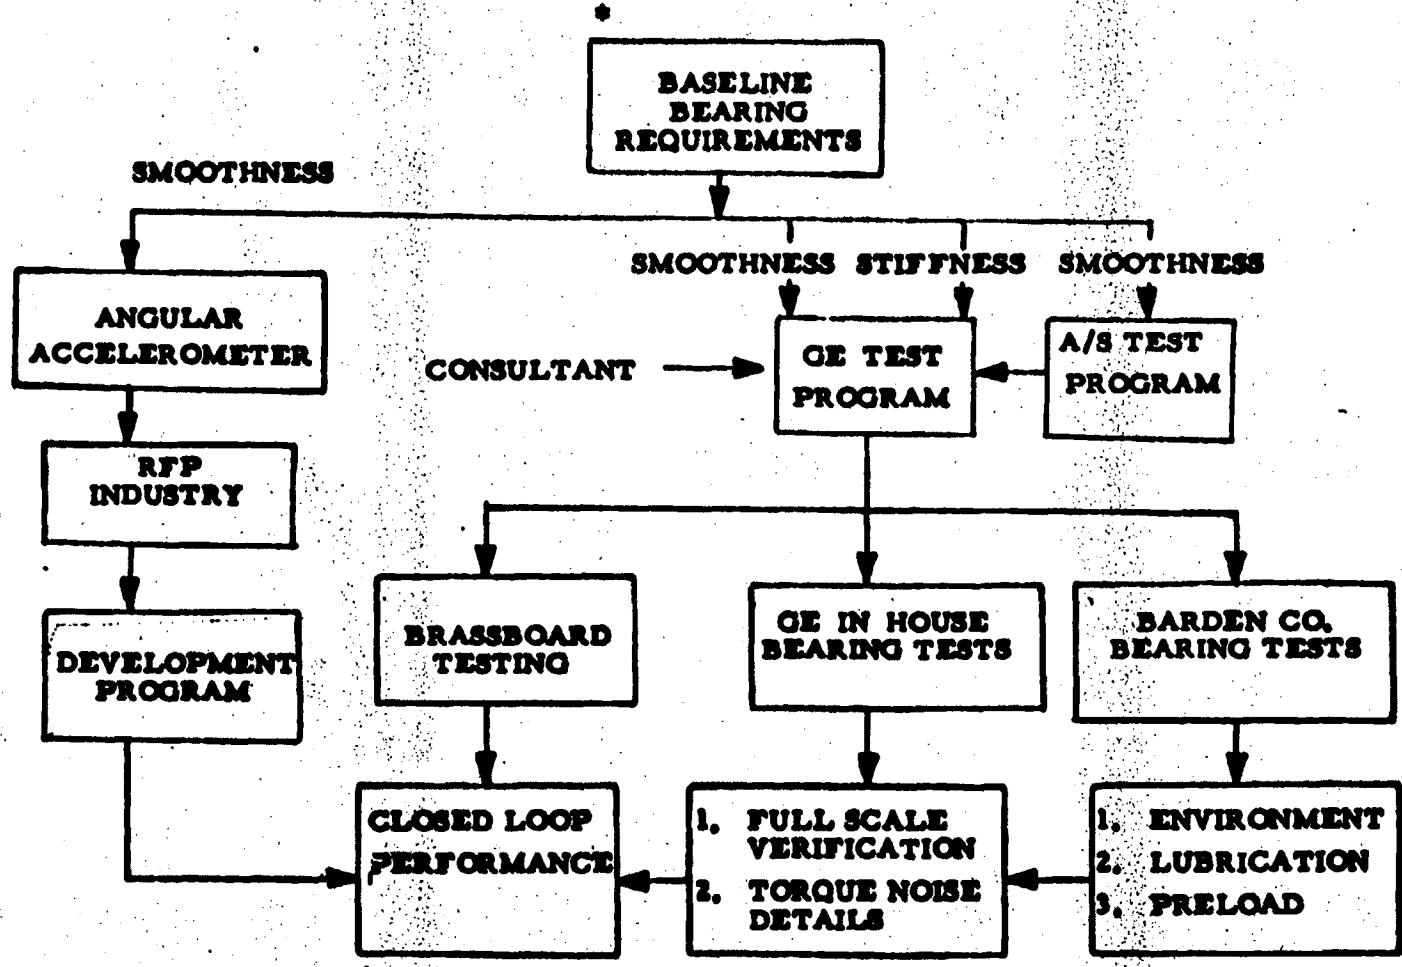 *
BASELINE
BEARING
REQUIREMENTS
SMOOTHNESS
SMOOTHNESS STIFFNESS SMOOTHNESS
ANGULAR
ACCELEROMETER
CONSULTANT
GE TEST
PROGRAM
A/S TEST
PROGRAM
RFP
INDUSTRY
DEVELOPMENT
PROGRAM
BRASSBOARD
TESTING
GE IN HOUSE
BEARING TESTS
BARDEN CO.
BEARING TESTS
CLOSED LOOP
PERFORMANCE
1. FULL SCALE
VERIFICATION
2. TORQUE NOISE
DETAILS
1. ENVIRONMENT
2. LUBRICATION
3. PRELOAD